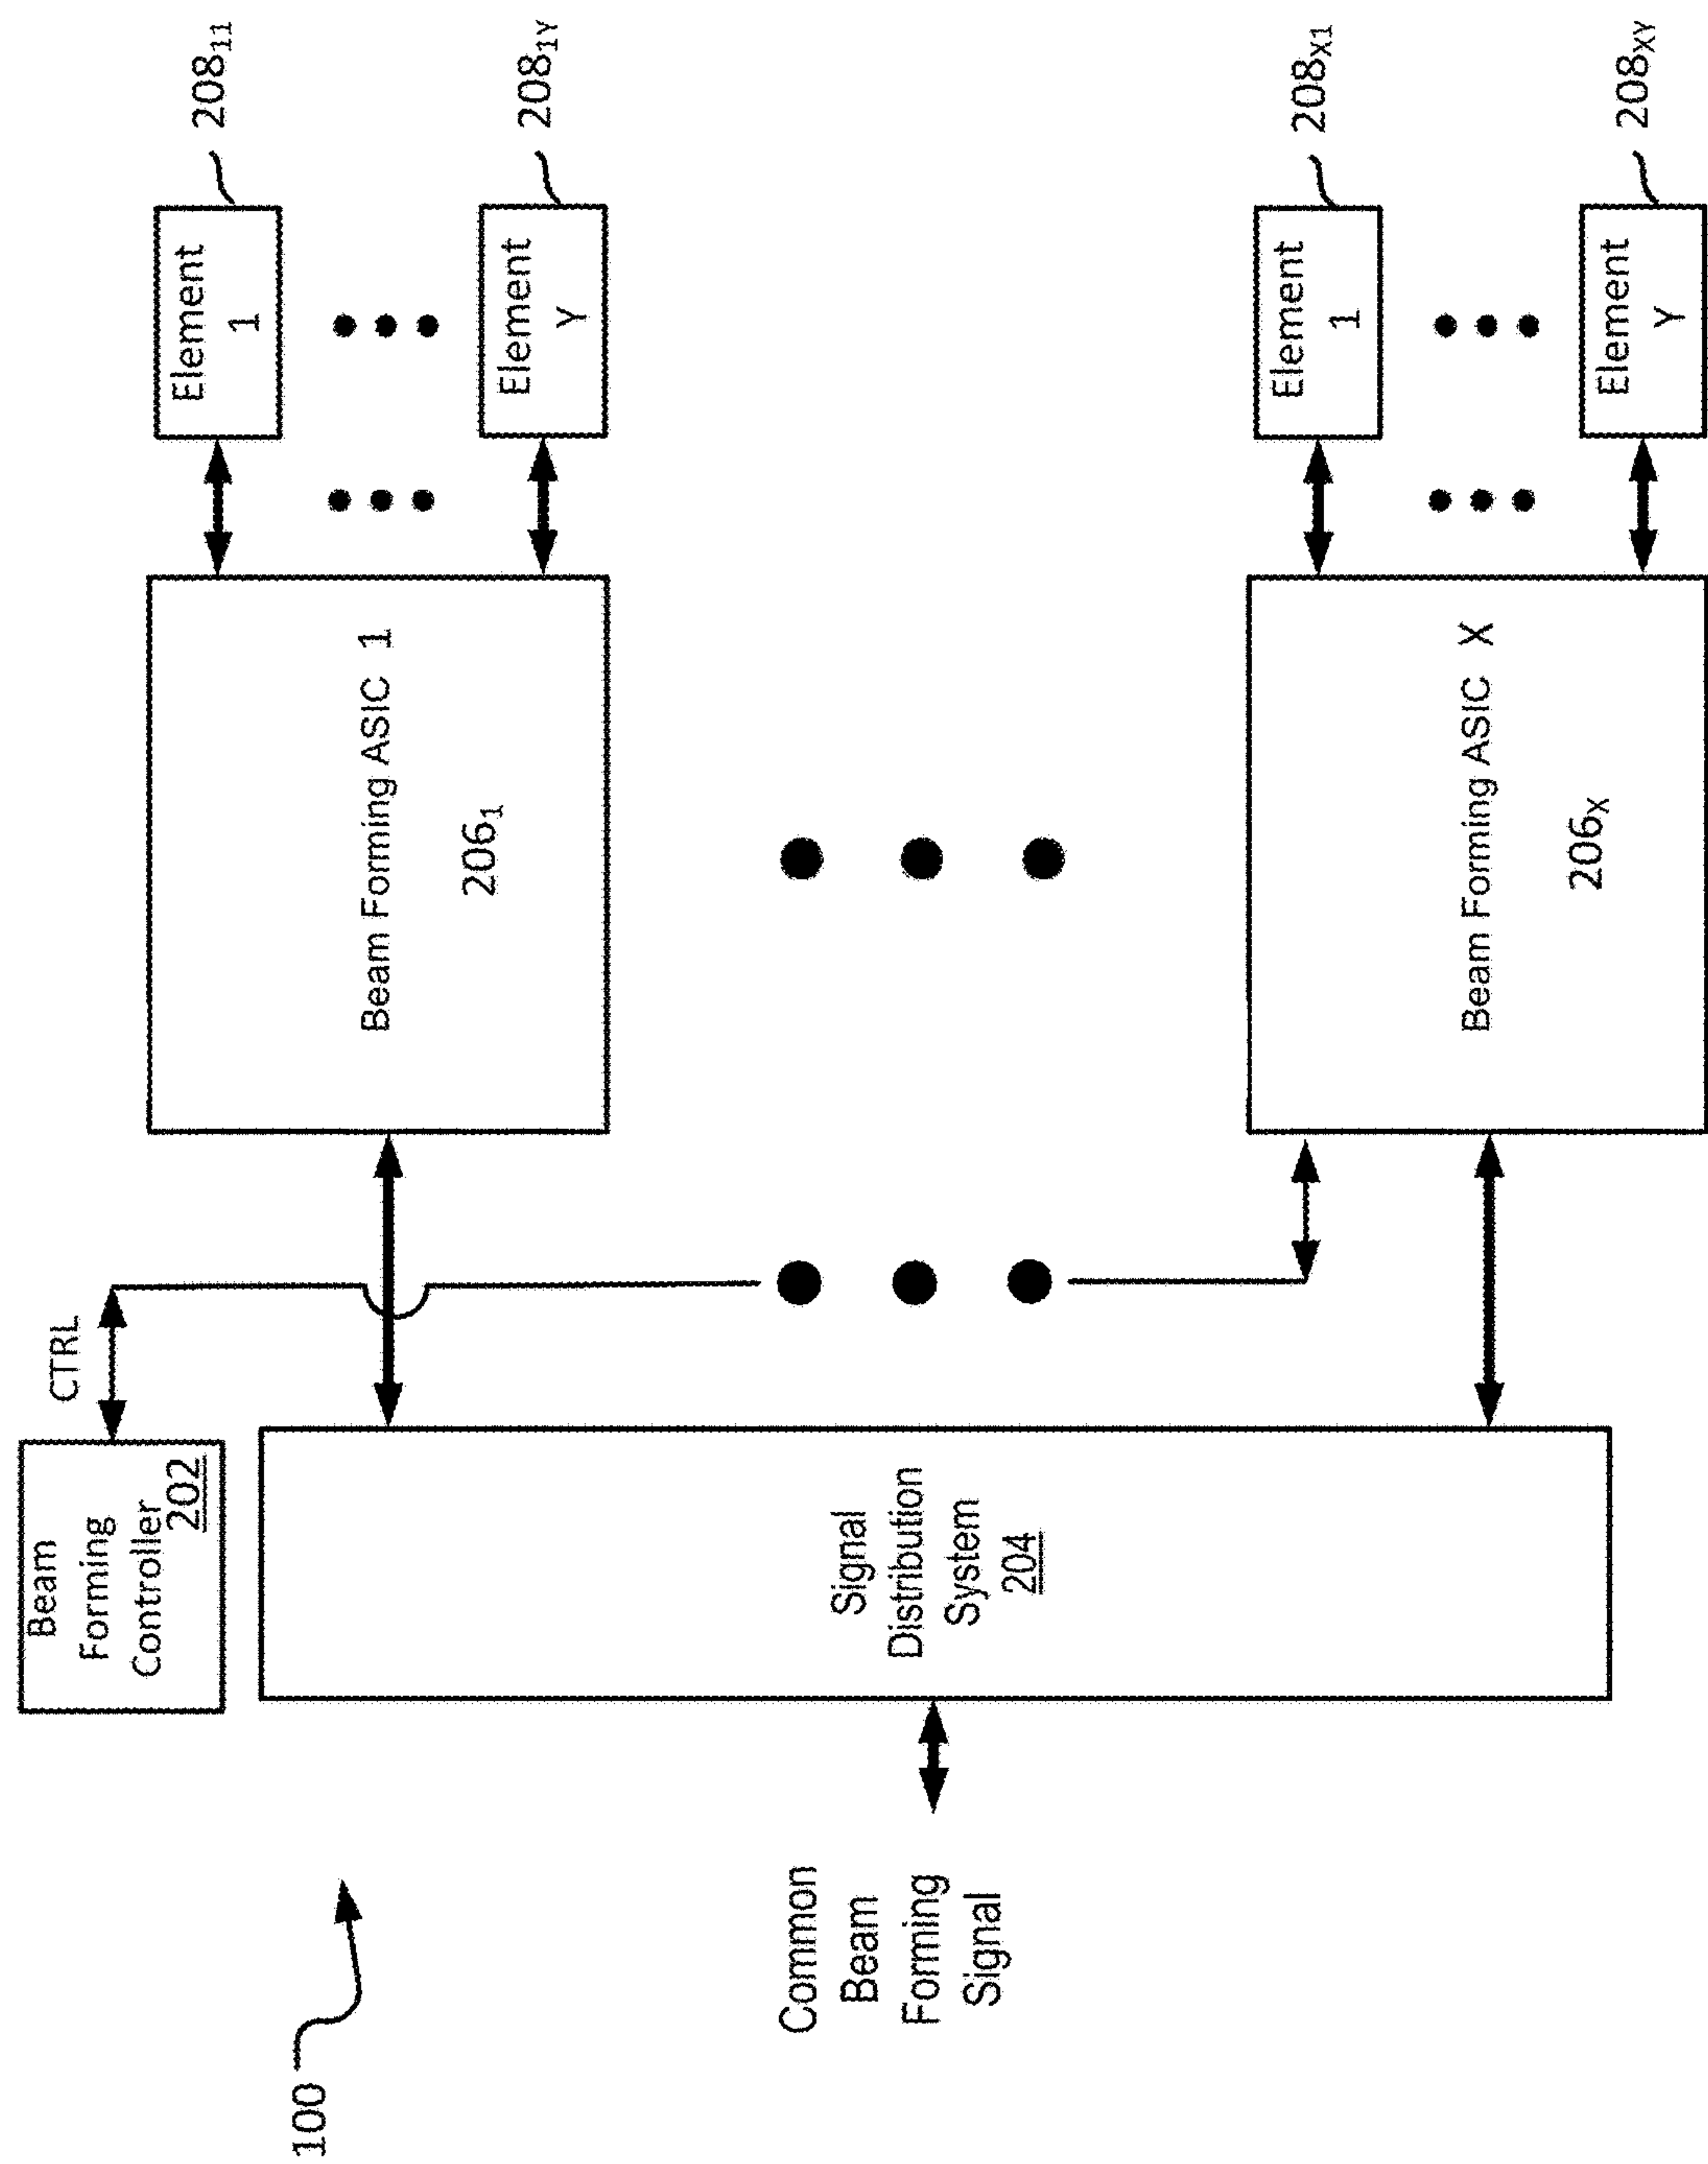 100
Common
Beam
Forming
Signal
Beam
Forming
Controller
202
CTRL
Signal
Distribution
System
204
Beam Forming ASIC 1
206₁
Element
1
208₁₁
Element
Y
208₁Y
Beam Forming ASIC X
206X
Element
1
208X1
Element
Y
208XY